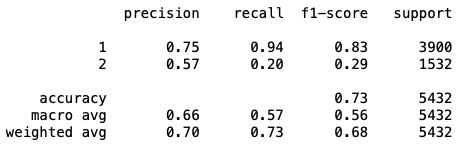 precision recall f1-score support
1 0.75 0.94 0.83 3900
2 0.57 0.20 0.29 1532
accuracy 0.73 5432
macro avg 0.66 0.57 0.56 5432
weighted avg 0.70 0.73 0.68 5432